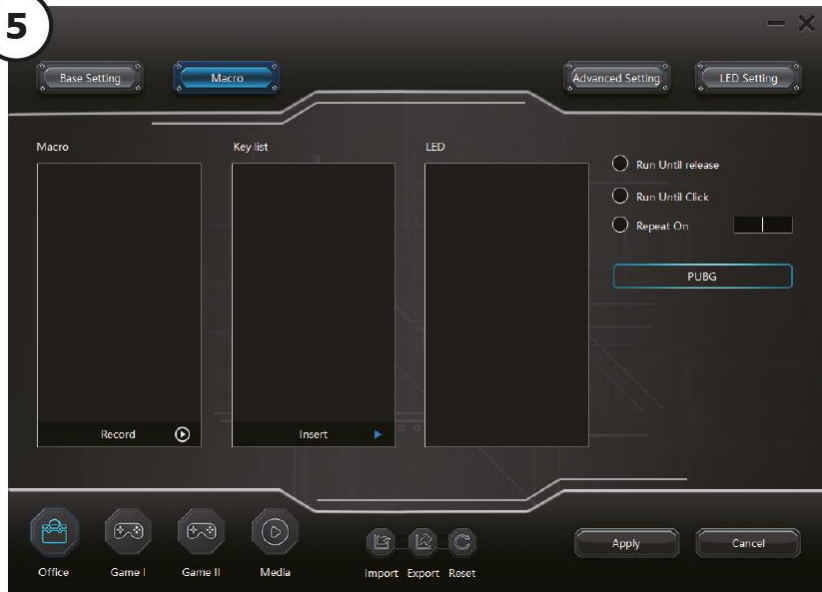 5
Base Setting
Macro
Advanced Setting
LED Setting
Macro
Key list
LED
Run Until release
Run Until Click
Repeat On
PUBG
Record
Insert
Office
Game I
Game II
Media
Import
Export
Reset
Apply
Cancel